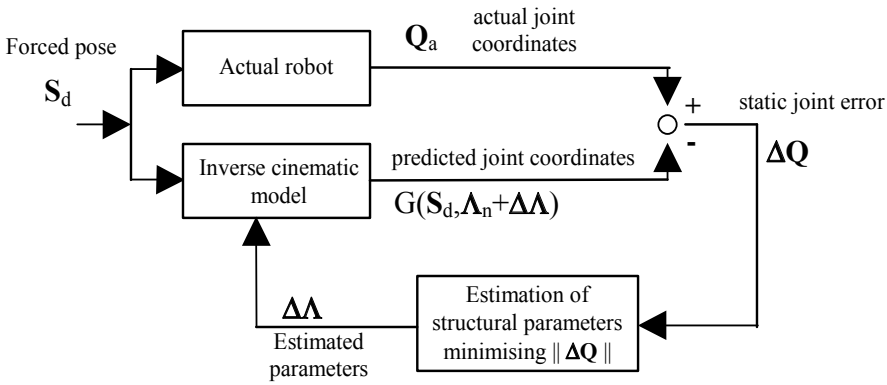 Forced pose
S_d
Actual robot
Q_a
actual joint
coordinates
+
-
static joint error
ΔQ
Inverse cinematic
model
predicted joint coordinates
G(S_d,Λ_n+ΔΛ)
ΔΛ
Estimated
parameters
Estimation of
structural parameters
minimising || ΔQ ||